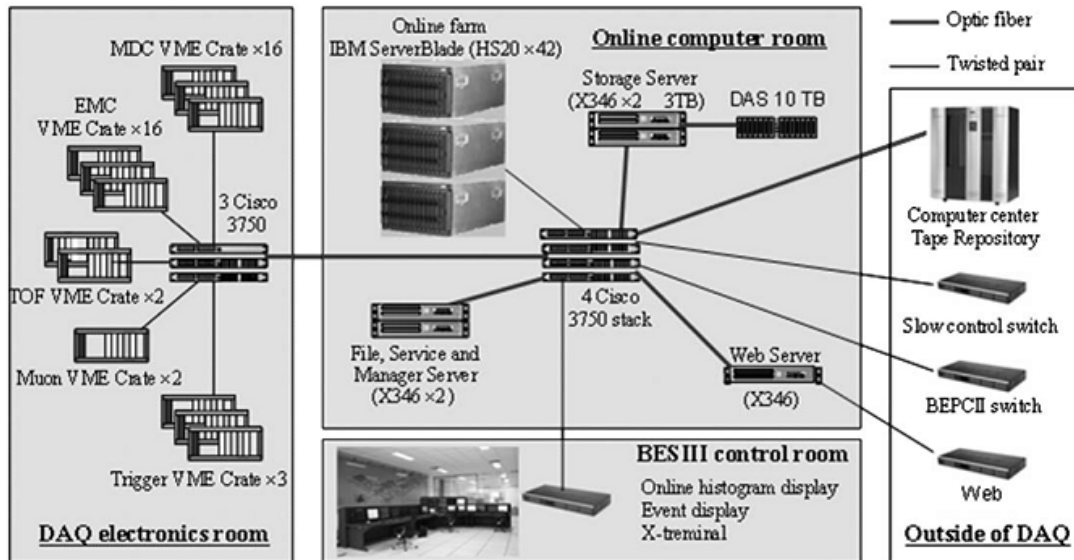 MDC VME Crate ×16
EMC
VME Crate ×16
3 Cisco
3750
TOF VME Crate ×2
Muon VME Crate ×2
Trigger VME Crate ×3
DAQ electronics room
Online farm
IBM ServerBlade (HS20 ×42)
Online computer room
Storage Server
(X346 ×2 3TB)
DAS 10 TB
4 Cisco
3750 stack
File, Service and
Manager Server
(X346 ×2)
Web Server
(X346)
BESIII control room
Online histogram display
Event display
X-treminal
Optic fiber
Twisted pair
Computer center
Tape Repository
Slow control switch
BEPCII switch
Web
Outside of DAQ